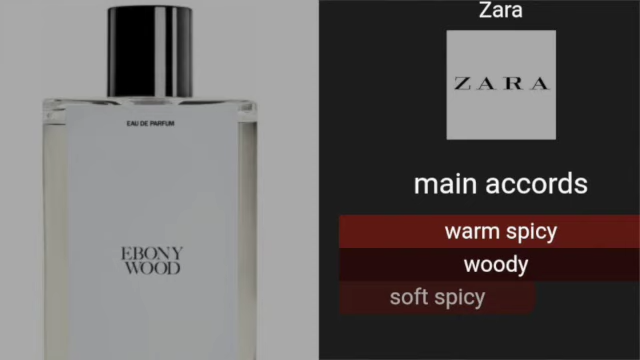 EAU DE PARFUM
EBONY
WOOD
Zara
ZARA
main accords
warm spicy
woody
soft spicy